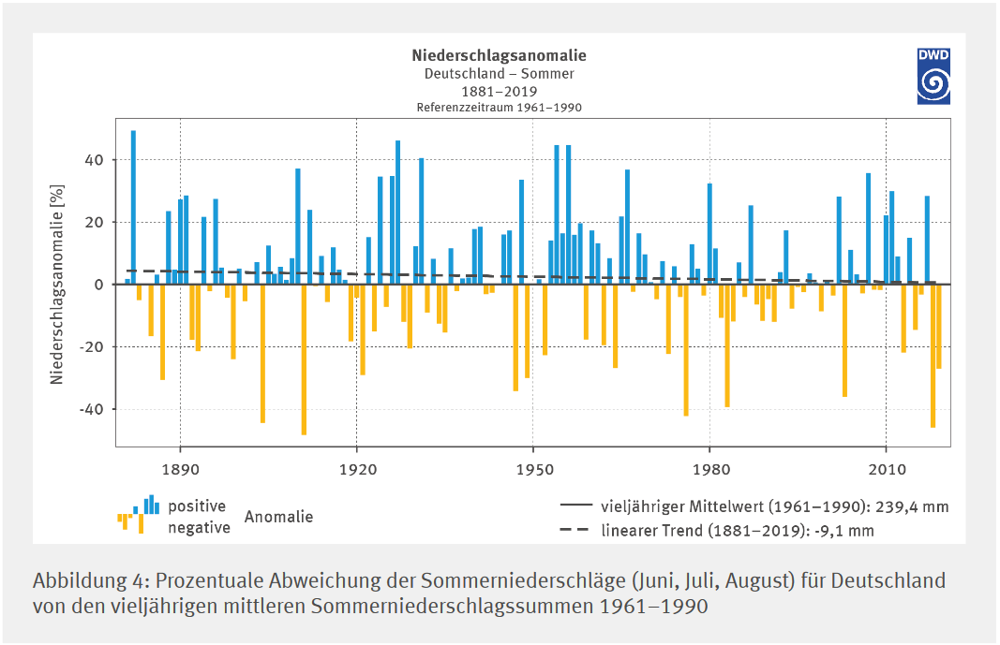 Niederschlagsanomalie
Deutschland – Sommer
1881–2019
Referenzzeitraum 1961–1990
DWD
Niederschlagsanomalie [%]
40
20
0
-20
-40
1890
1920
1950
1980
2010
positive
negative
Anomalie
vieljähriger Mittelwert (1961–1990): 239,4 mm
linearer Trend (1881–2019): -9,1 mm
Abbildung 4: Prozentuale Abweichung der Sommerniederschläge (Juni, Juli, August) für Deutschland
von den vieljährigen mittleren Sommerniederschlagssummen 1961–1990